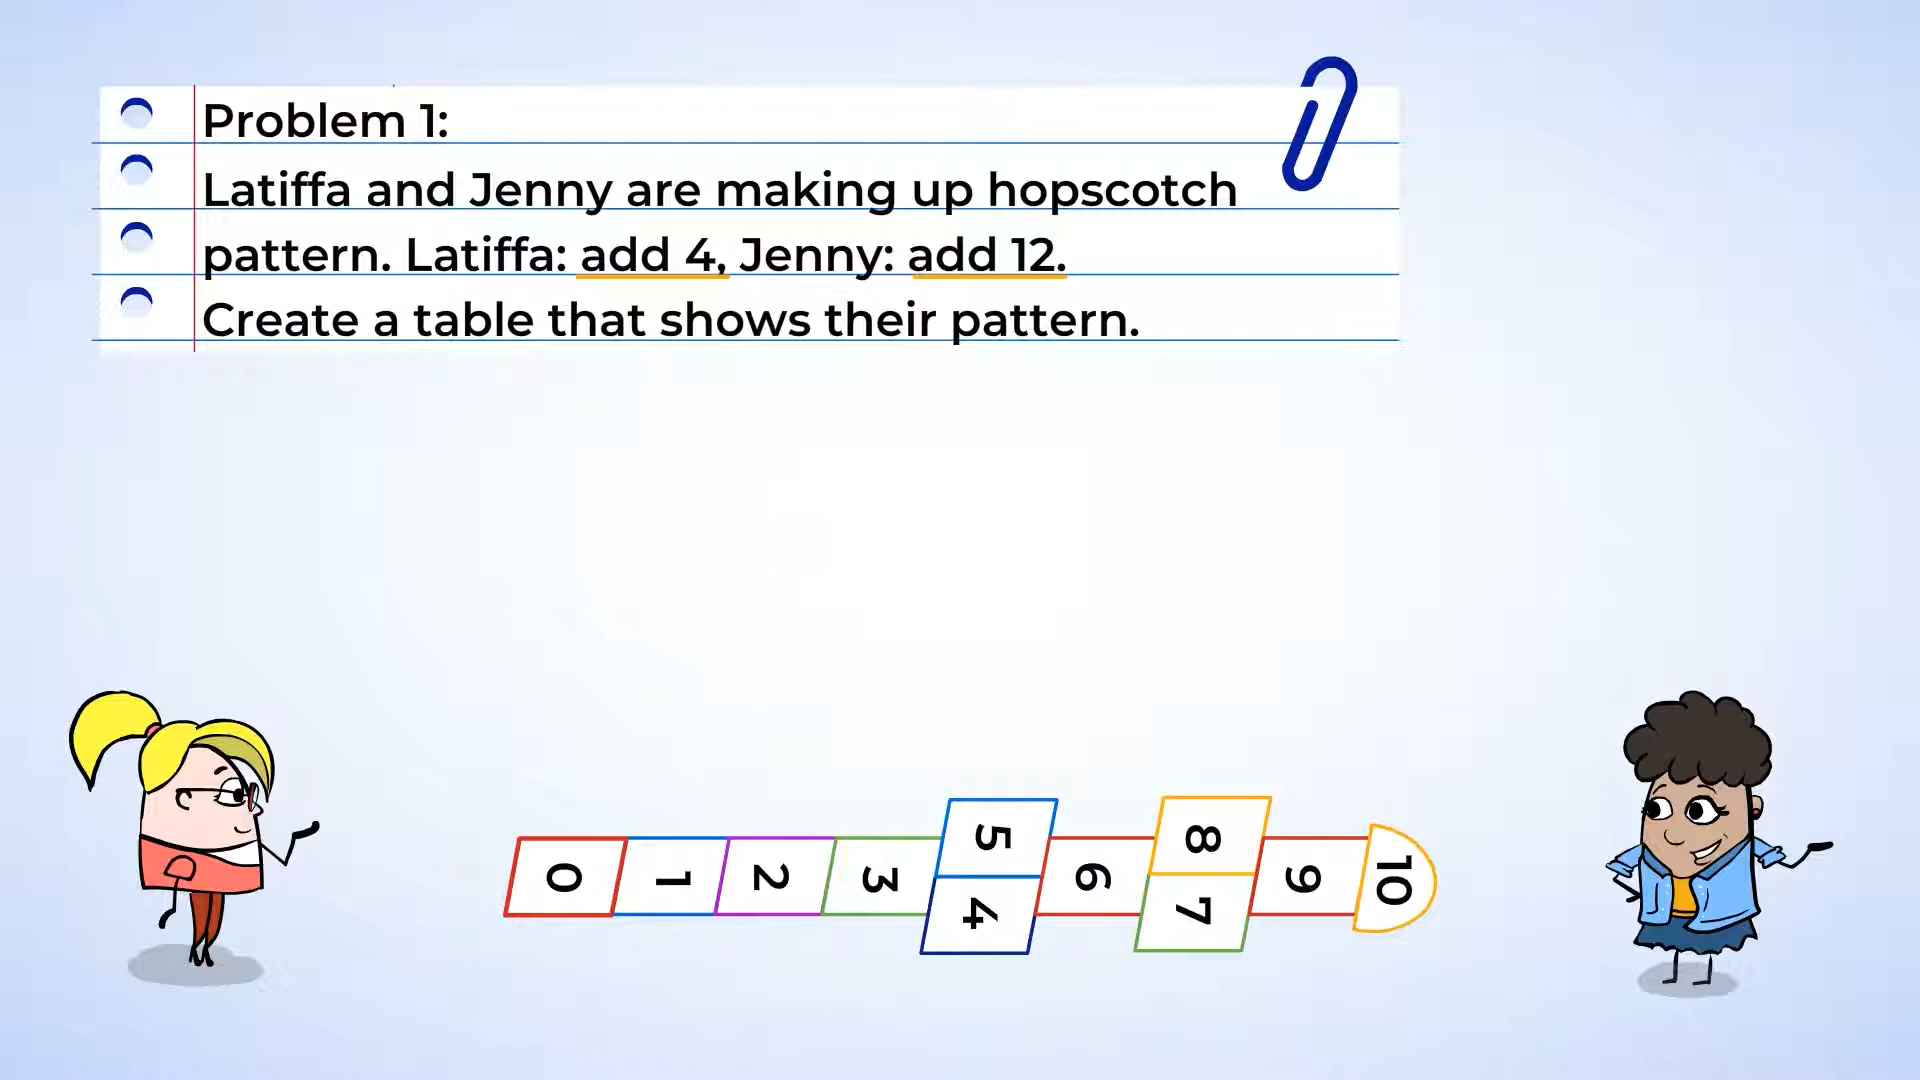 Problem 1:
Latiffa and Jenny are making up hopscotch
pattern. Latiffa: add 4, Jenny: add 12.
Create a table that shows their pattern.
0 1 2 3 4 5 6 7 8 9 10